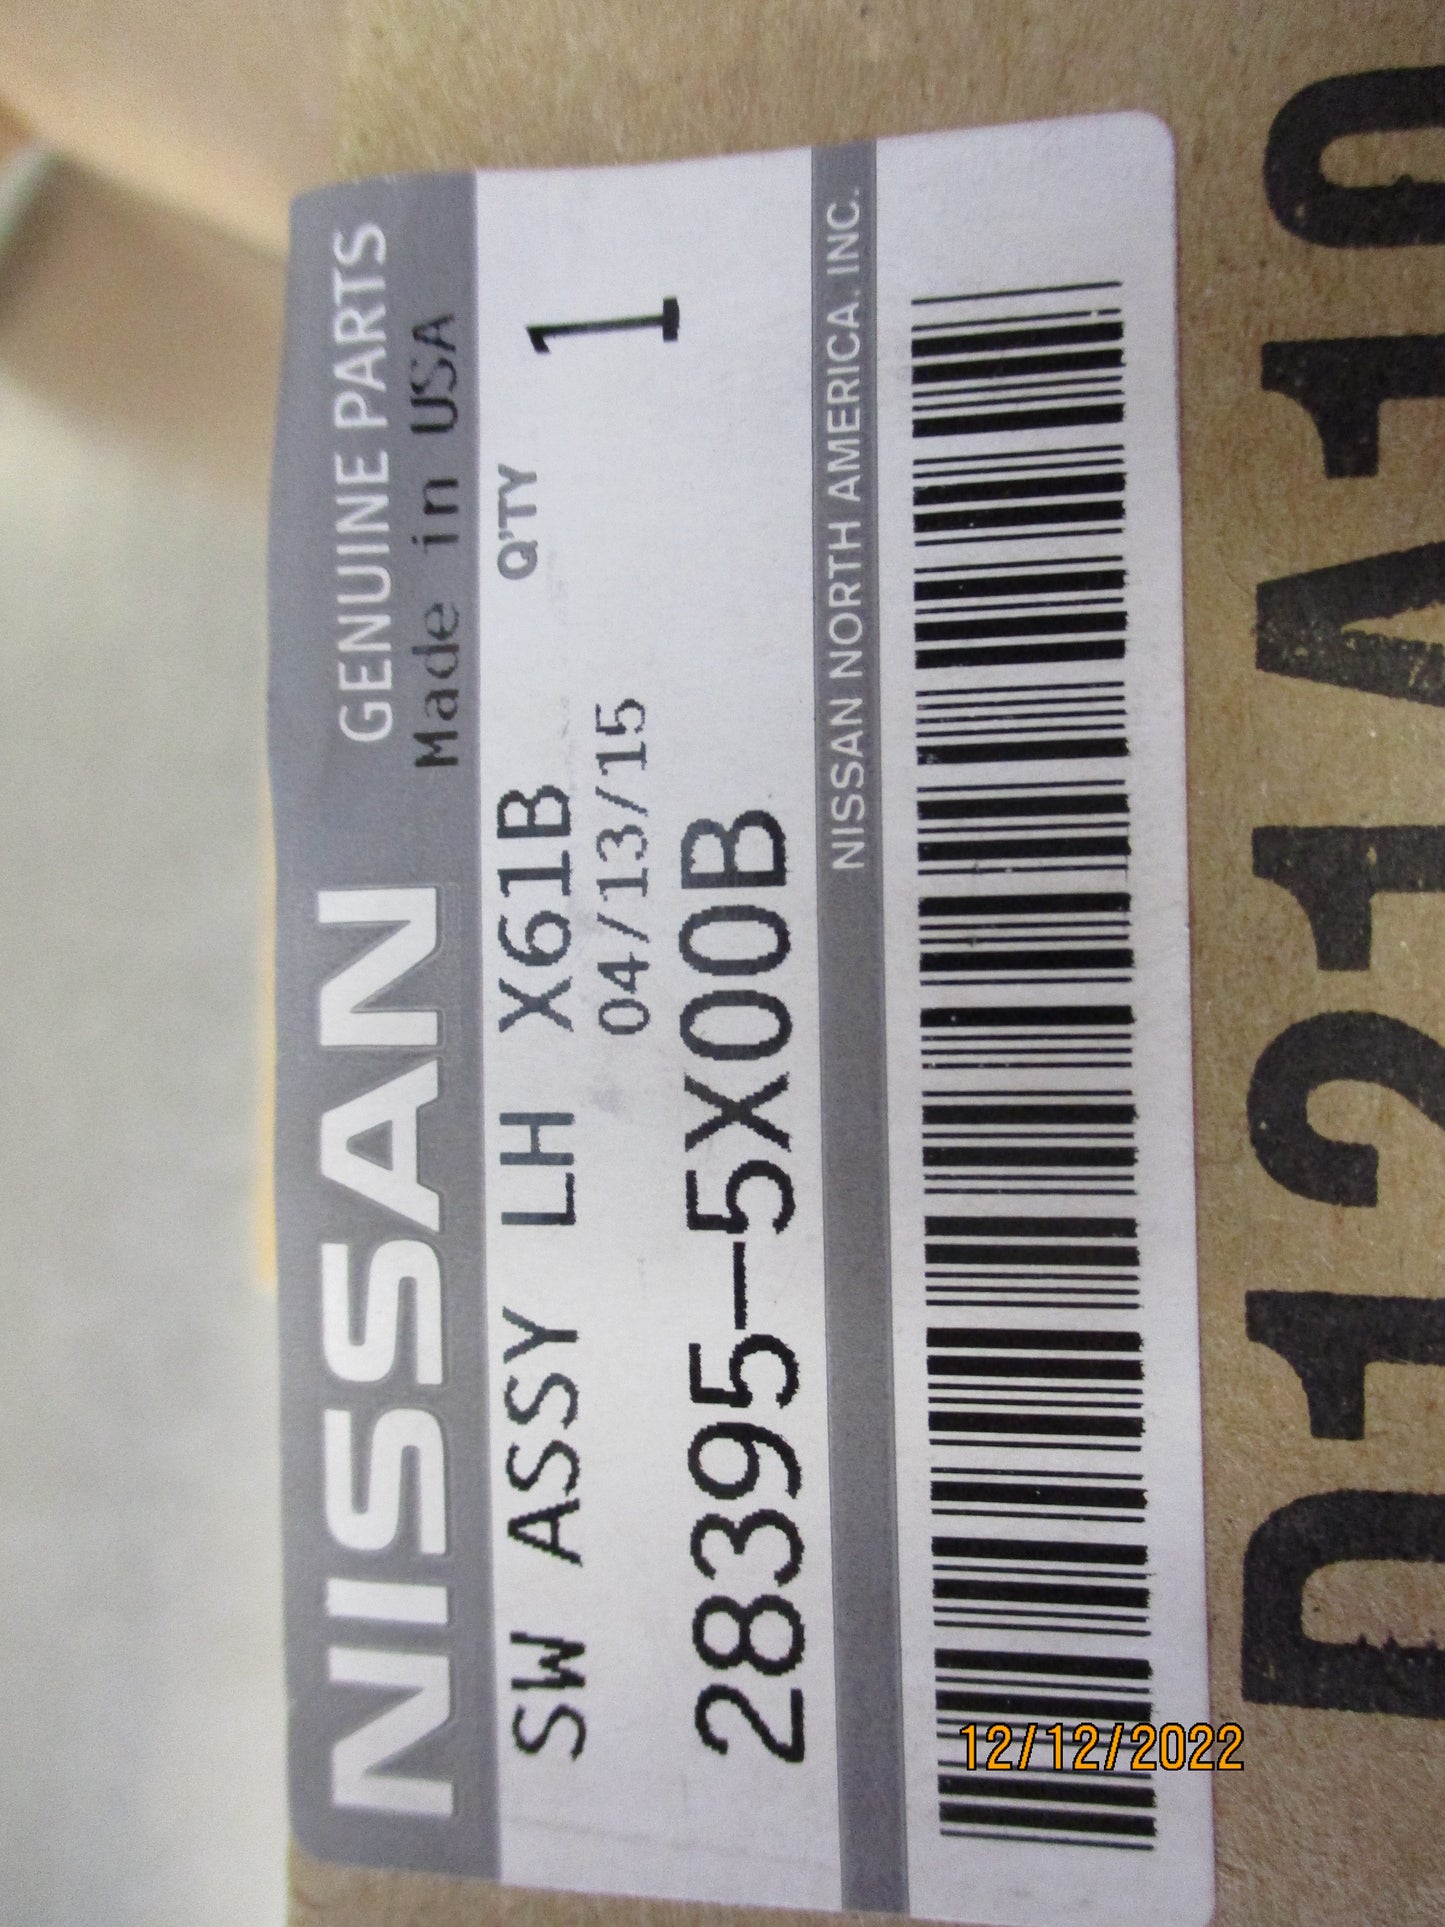 NISSAN
GENUINE PARTS
Made in USA
SW ASSY LH X61B
Q'TY
1
04/13/15
28395-5X00B
NISSAN NORTH AMERICA, INC.
12/12/2022